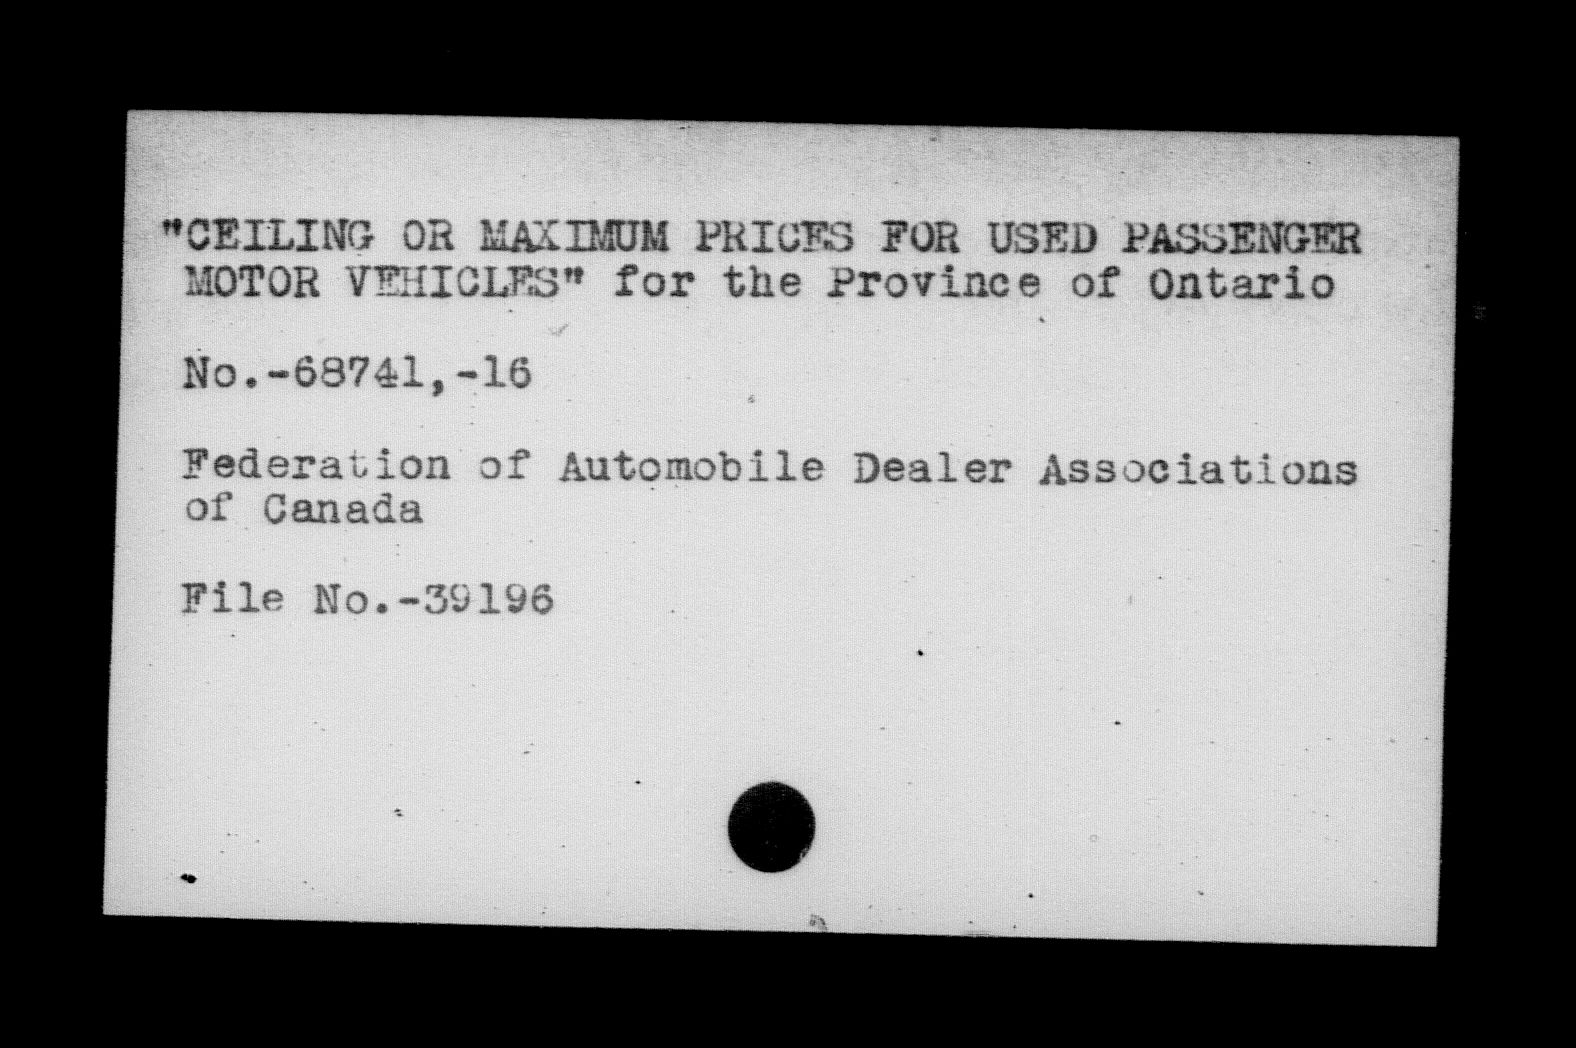 "CEILING OR MAXIMUM PRICES FOR USED PASSENGER
MOTOR VEHICLES" for the Province of Ontario
No.-68741,-16
Federation of Automobile Dealer Associations
of Canada
File No.-39196